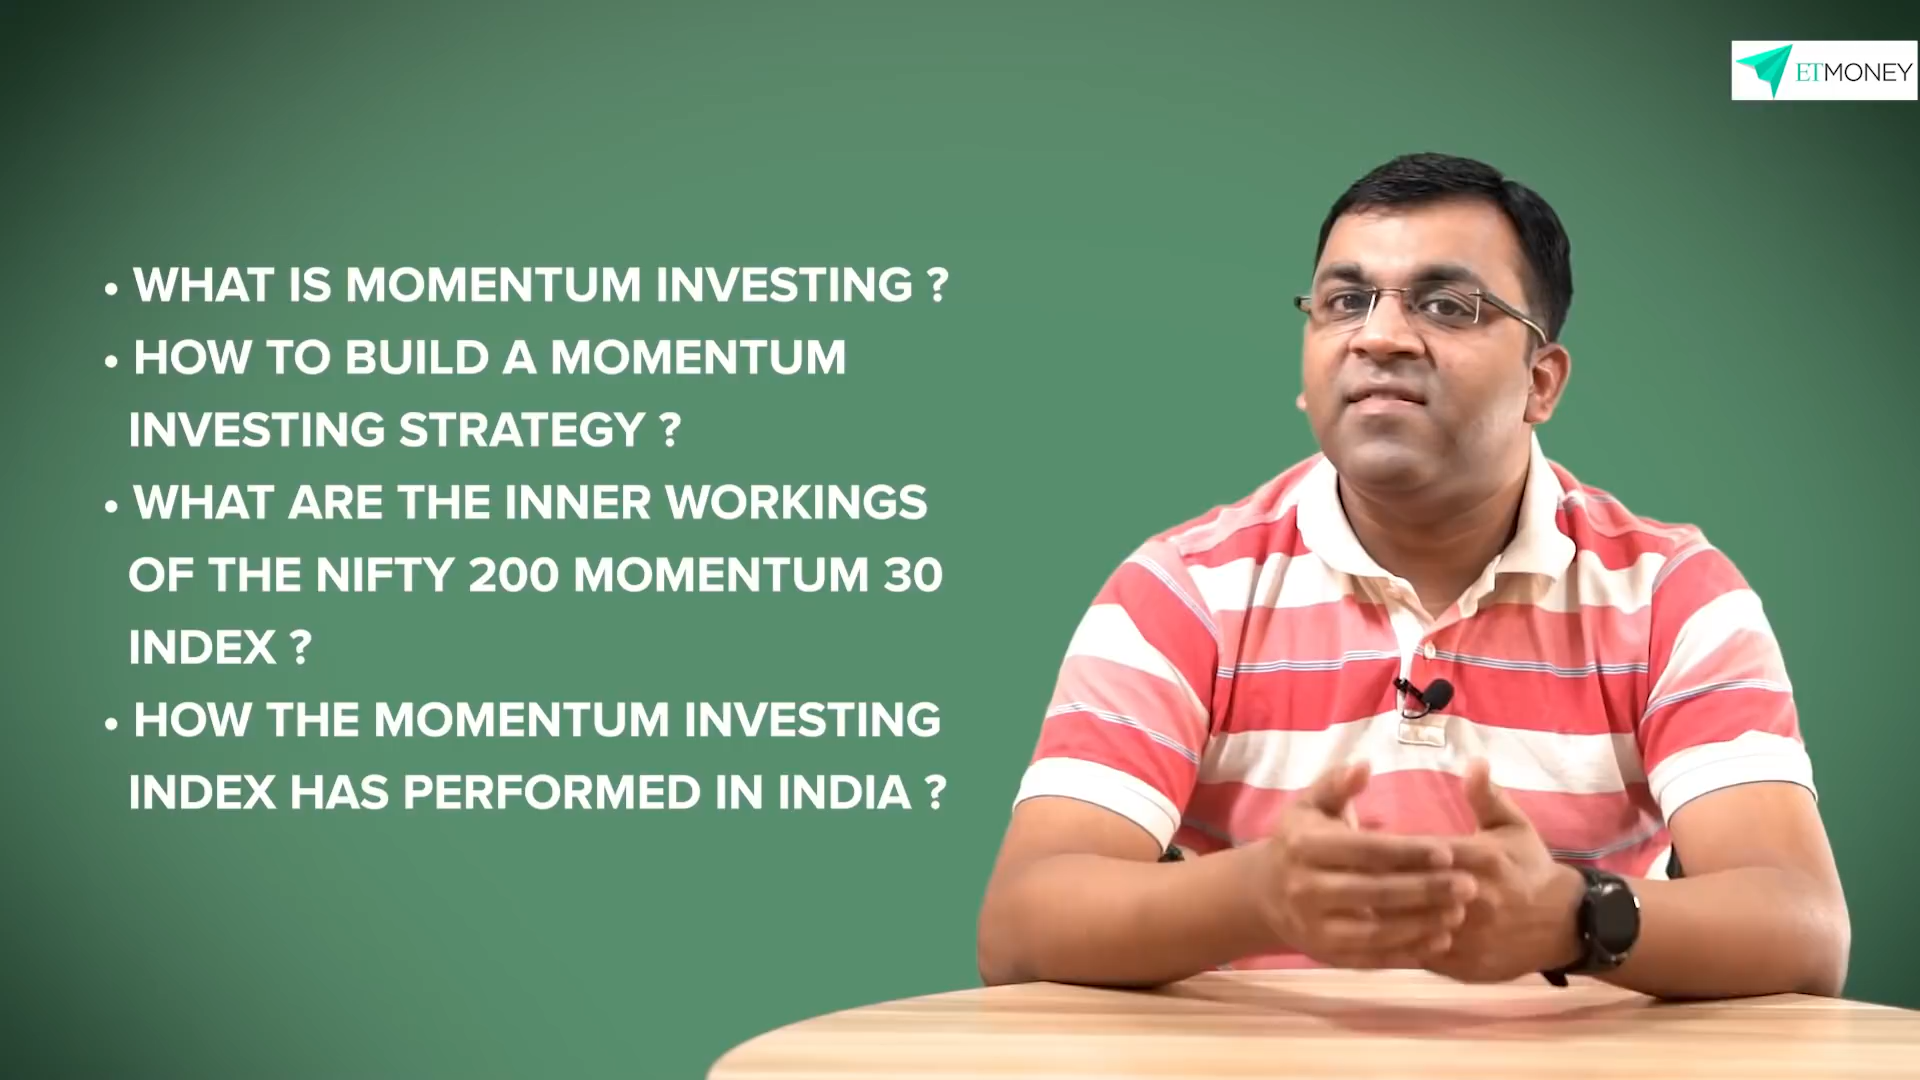 ETMONEY
• WHAT IS MOMENTUM INVESTING ?
• HOW TO BUILD A MOMENTUM
INVESTING STRATEGY ?
• WHAT ARE THE INNER WORKINGS
OF THE NIFTY 200 MOMENTUM 30
INDEX ?
• HOW THE MOMENTUM INVESTING
INDEX HAS PERFORMED IN INDIA ?